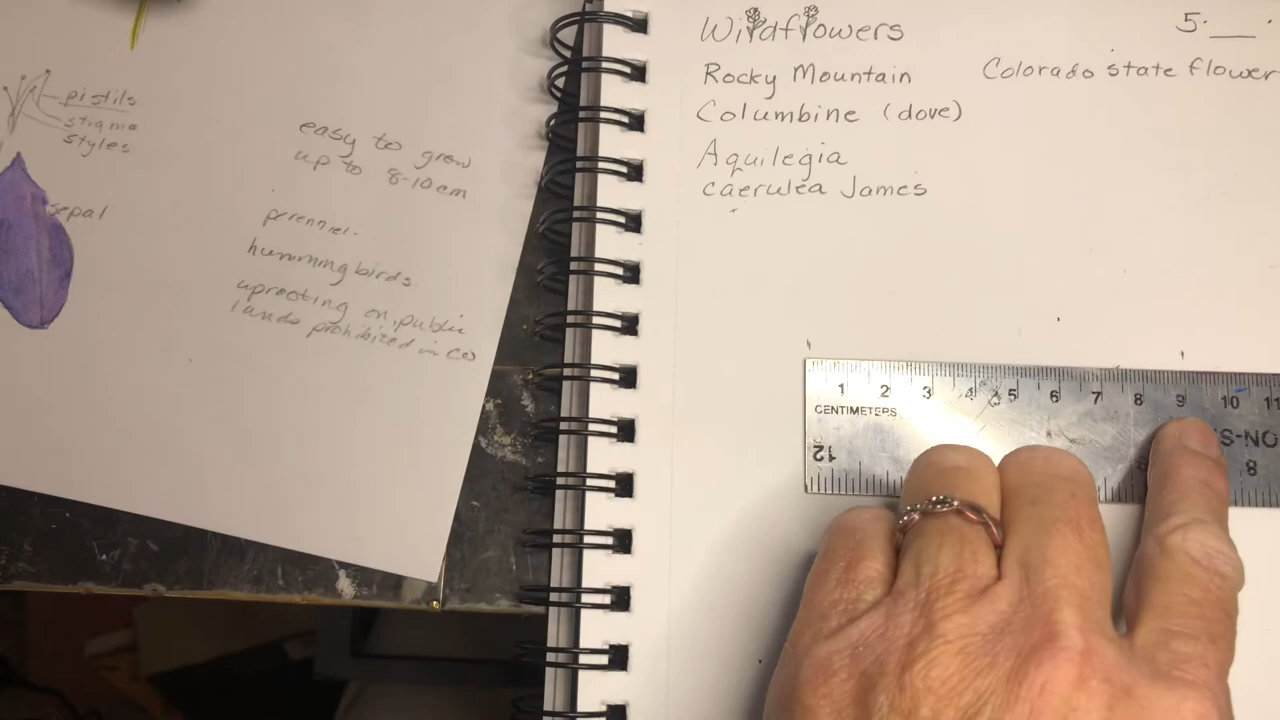 pistils
stigma
styles
sepal
easy to grow
up to 8-10cm
perenniel.
hummingbirds.
uprooting on public
lands prohibited in CO
Wildflowers
5.__.
Rocky Mountain
Colorado state flower
Columbine (dove)
Aquilegia
caerulea James
1 2 3 4 5 6 7 8 9 10 11
CENTIMETERS
12
8